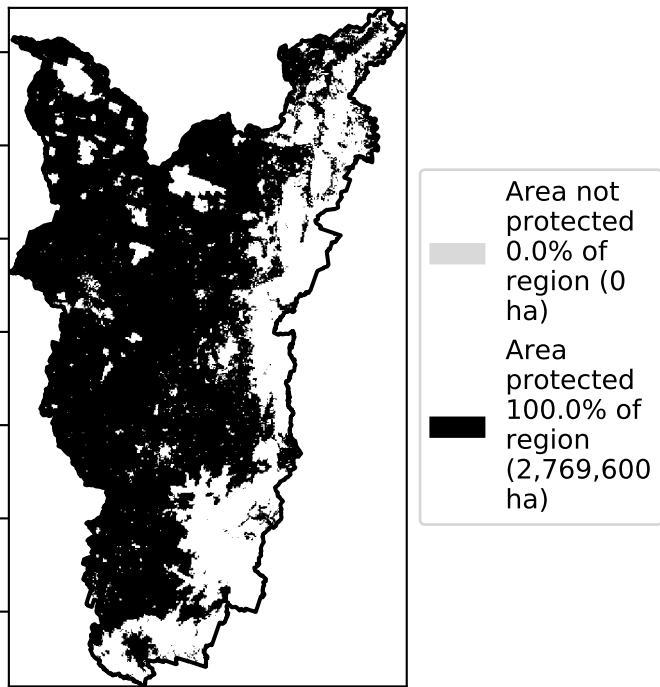 Area not
protected
0.0% of
region (0
ha)
Area
protected
100.0% of
region
(2,769,600
ha)